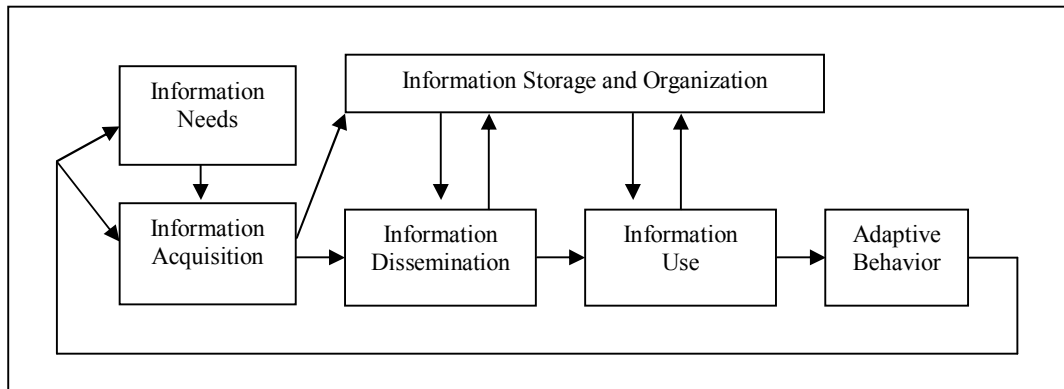 Information
Needs
Information Storage and Organization
Information
Acquisition
Information
Dissemination
Information
Use
Adaptive
Behavior